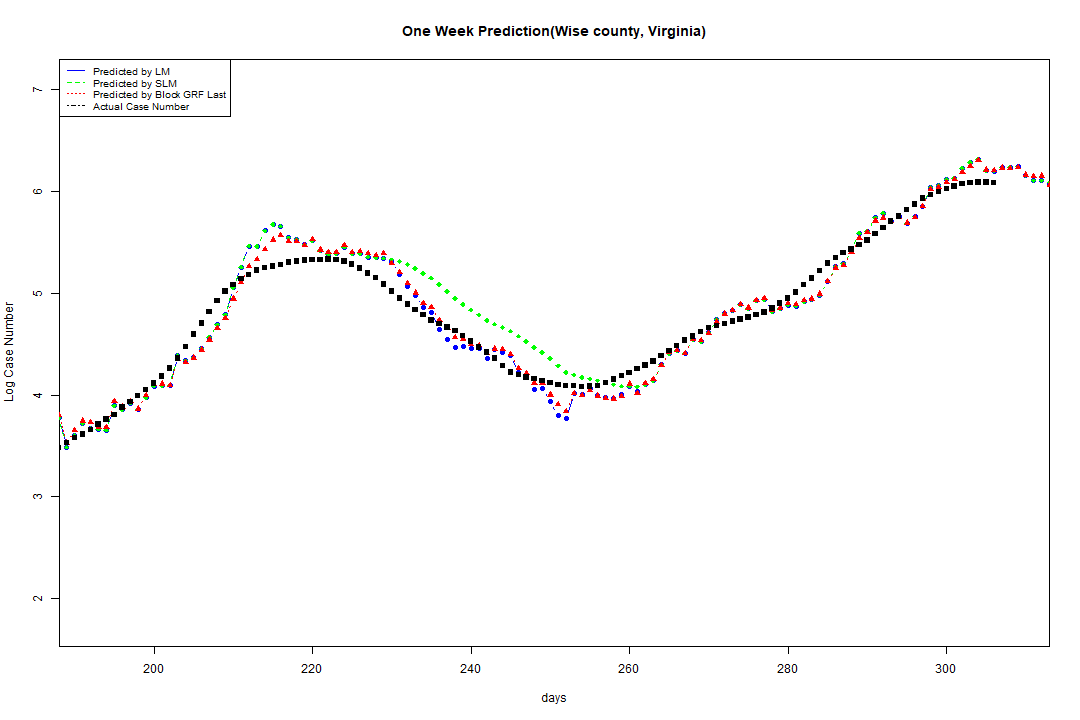 One Week Prediction(Wise county, Virginia)
Predicted by LM
Predicted by SLM
Predicted by Block GRF Last
Actual Case Number
7
6
5
4
3
2
Log Case Number
200 220 240 260 280 300
days